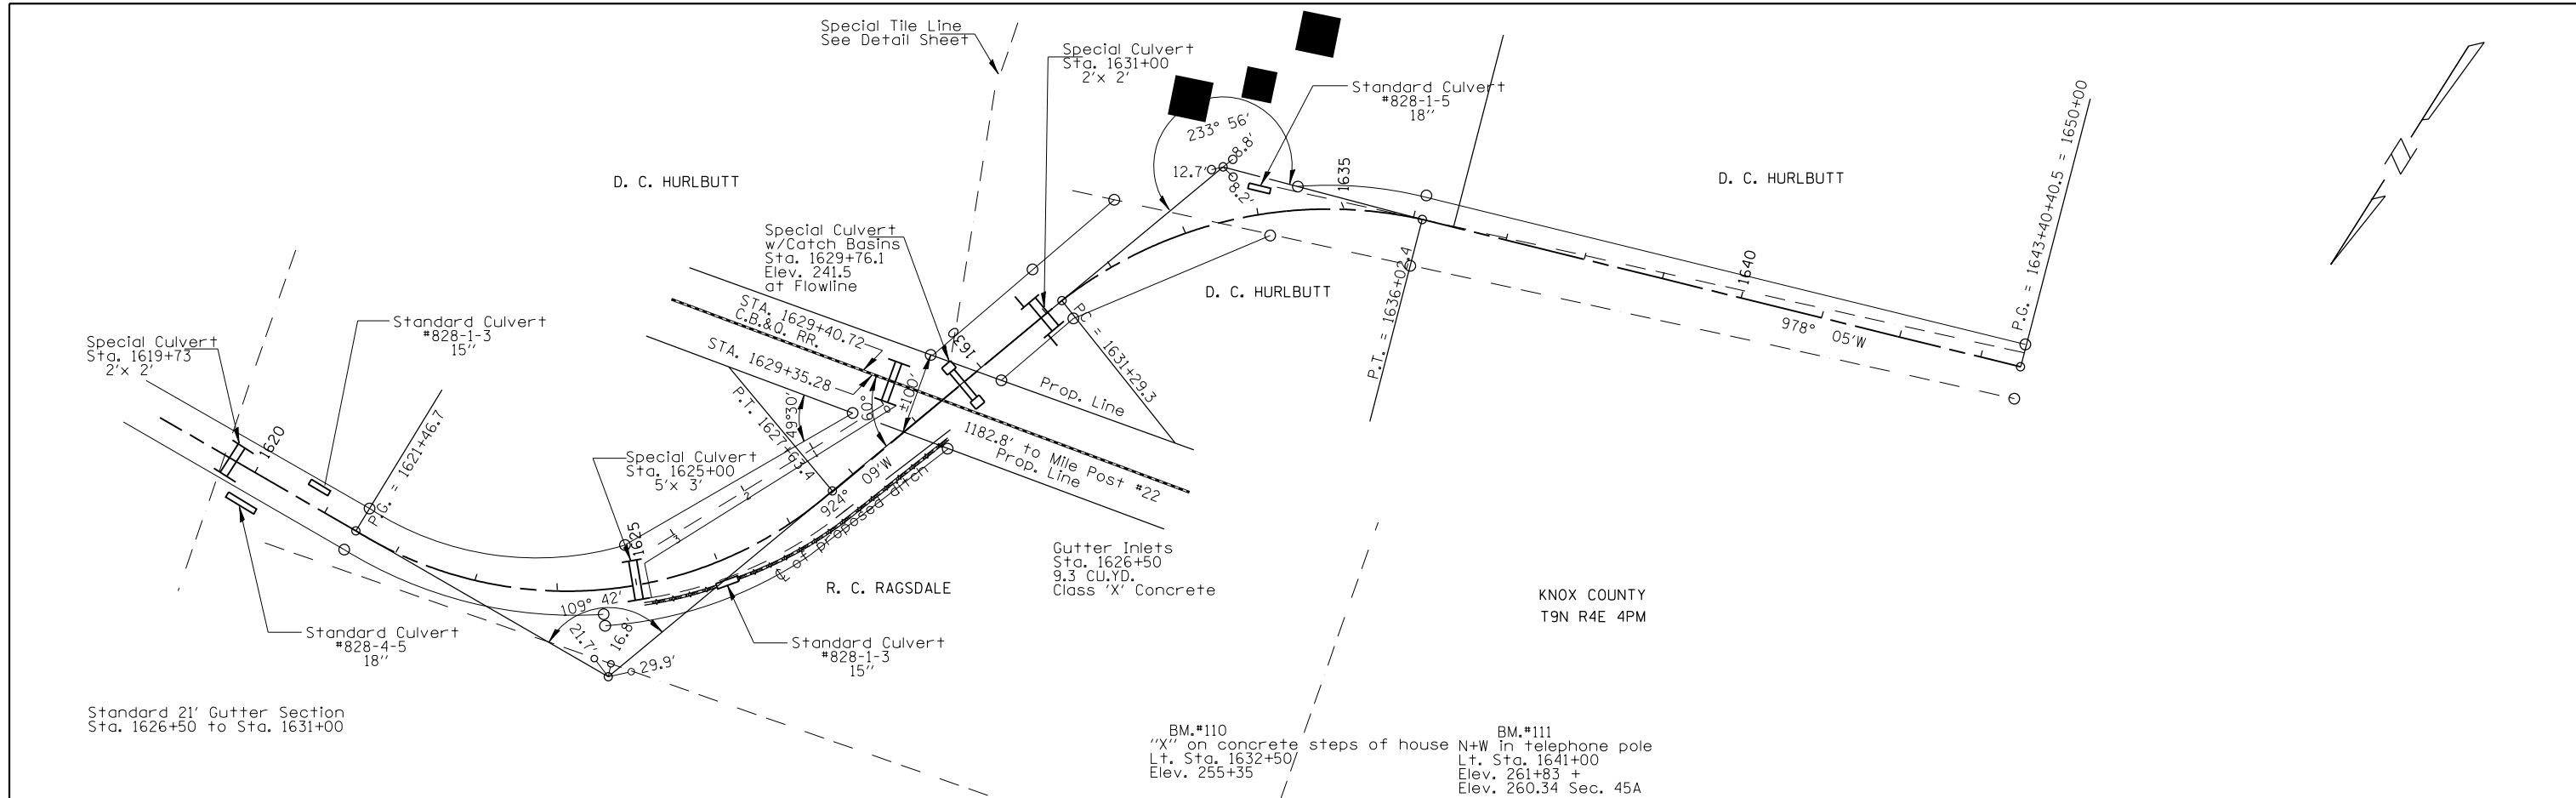 Special Tile Line
See Detail Sheet
Special Culvert
Sta. 1631+00
2'x 2'
Standard Culvert
#828-1-5
18"
233° 56'
8.8'
12.7'
8.2'
1635
D. C. HURLBUTT
D. C. HURLBUTT
P.G. = 1643+40+40.5 = 1650+00
Special Culvert
w/Catch Basins
Sta. 1629+76.1
Elev. 241.5
at Flowline
D. C. HURLBUTT
1640
978° 05'W
P.T. = 1636+02.4
PC = 1631+29.3
STA. 1629+40.72
C.B.&Q. RR.
STA. 1629+35.28
163
±100'
60°
49°30'
Prop. Line
1182.8' to Mile Post #22
Prop. Line
P.T. 1627+63.4
924° 09'W
Standard Culvert
#828-1-3
15"
Special Culvert
Sta. 1619+73
2'x 2'
1620
P.G. = 1621+46.7
Special Culvert
Sta. 1625+00
5'x 3'
1625
℄ of proposed ditch
Gutter Inlets
Sta. 1626+50
9.3 CU.YD.
Class 'X' Concrete
R. C. RAGSDALE
109° 42'
21.7'
16.8'
29.9'
Standard Culvert
#828-4-5
18"
Standard Culvert
#828-1-3
15"
KNOX COUNTY
T9N R4E 4PM
Standard 21' Gutter Section
Sta. 1626+50 to Sta. 1631+00
BM.#110
"X" on concrete steps of house
Lt. Sta. 1632+50
Elev. 255+35
BM.#111
N+W in telephone pole
Lt. Sta. 1641+00
Elev. 261+83 +
Elev. 260.34 Sec. 45A